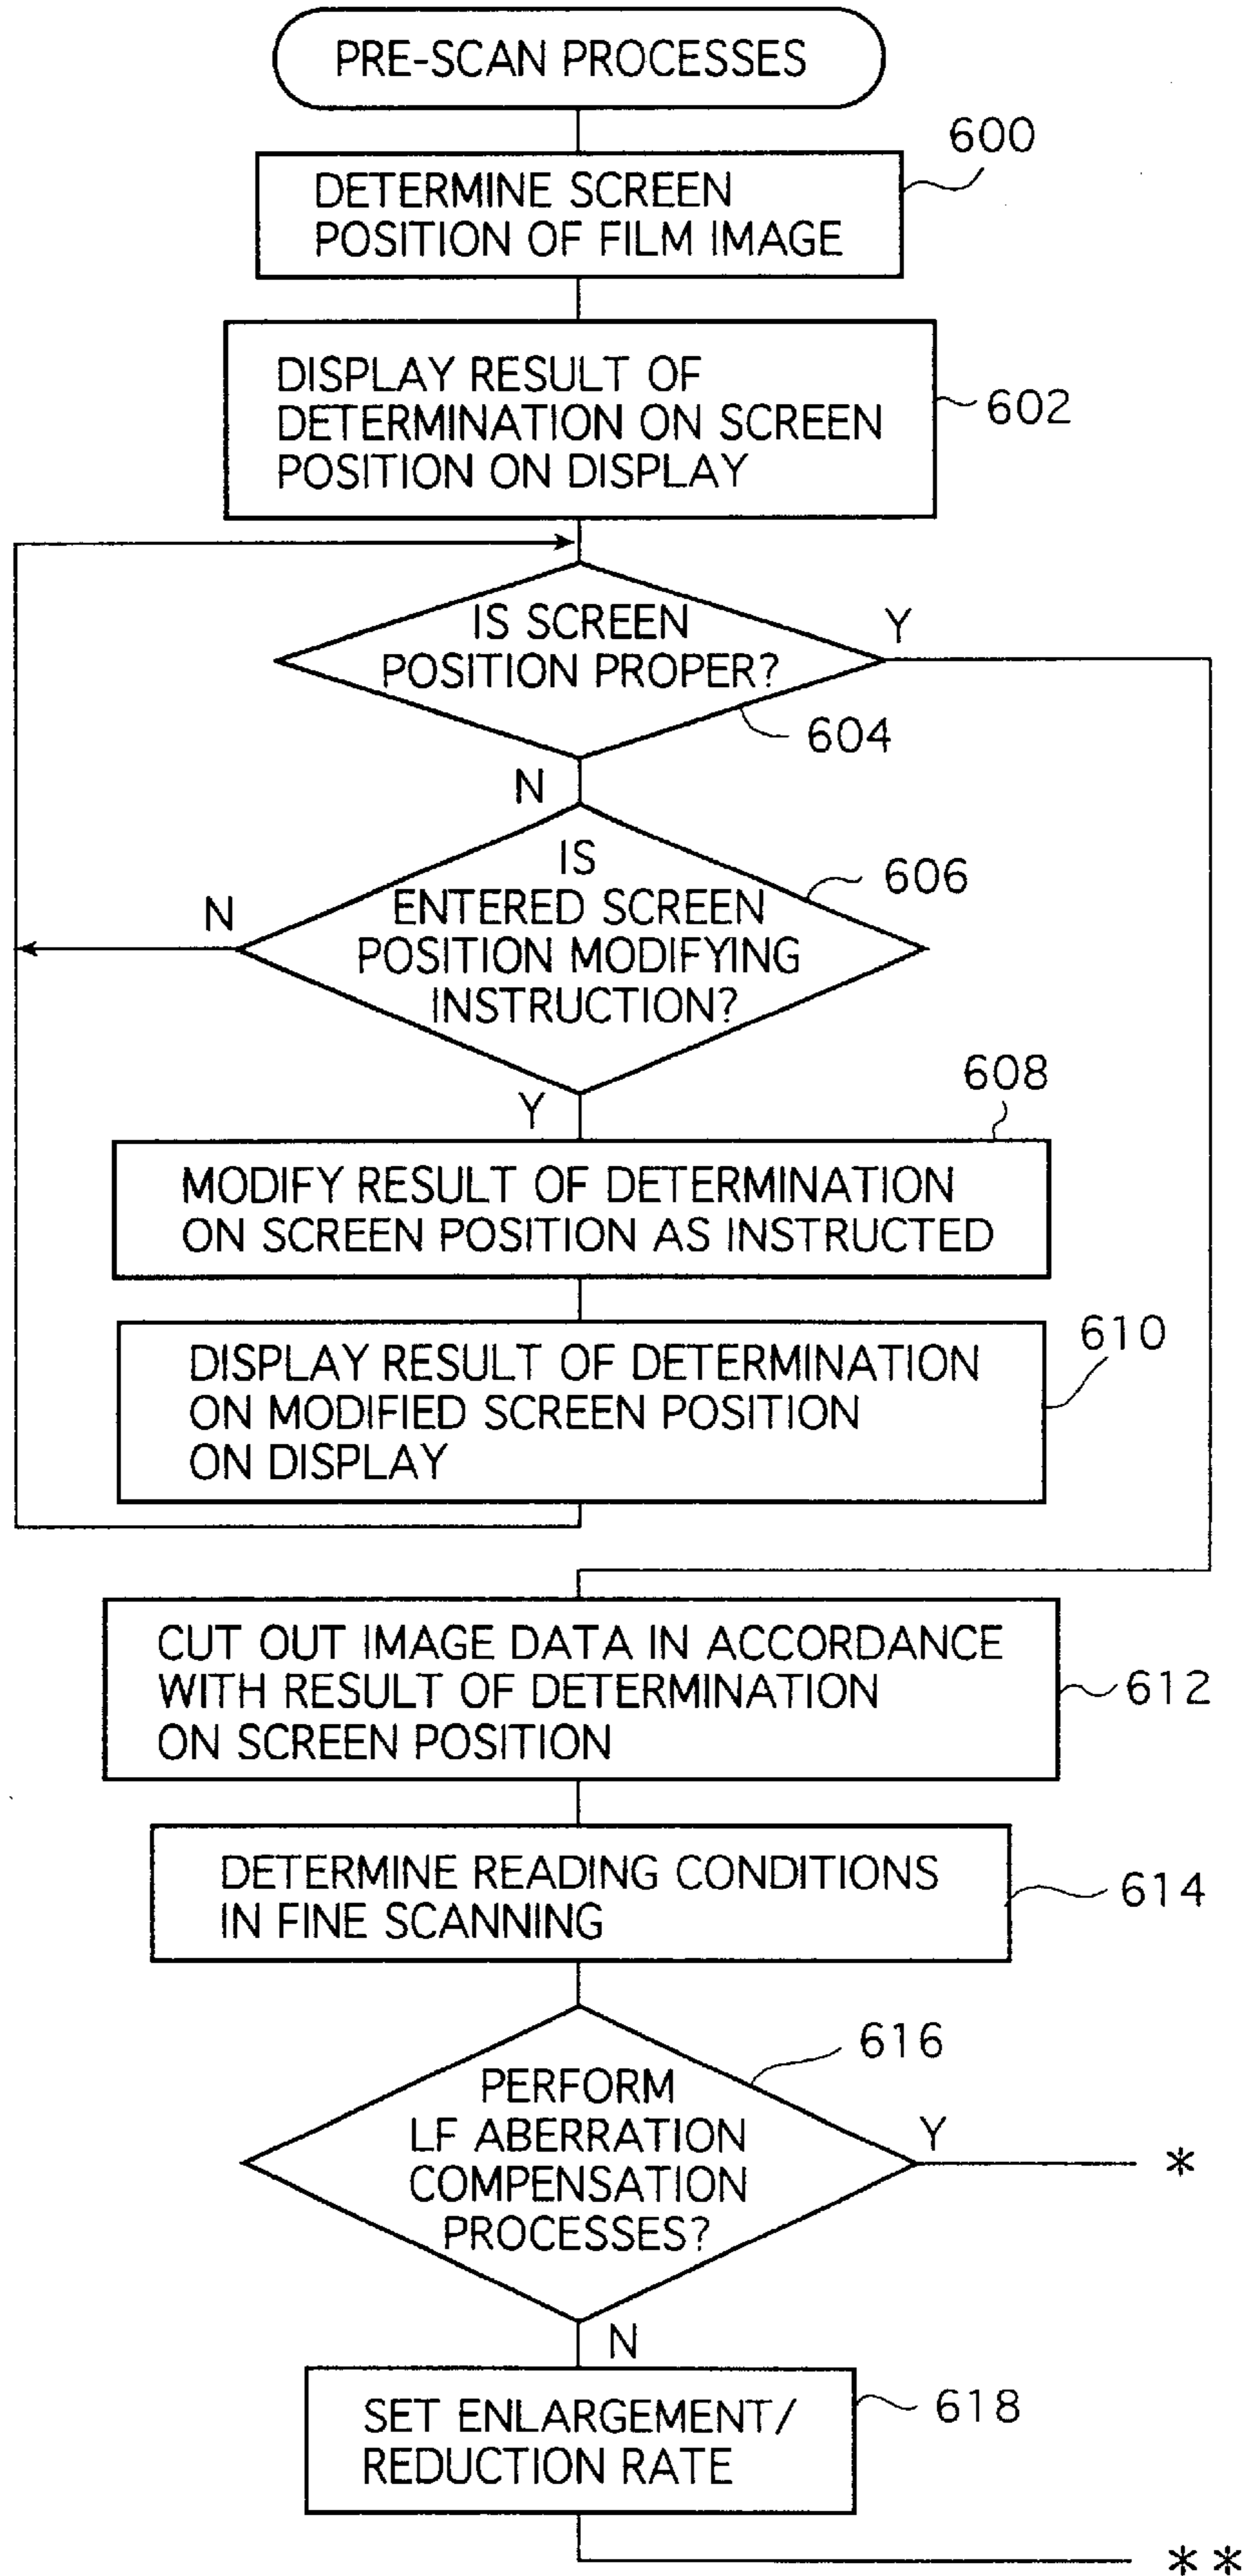 PRE-SCAN PROCESSES
600
DETERMINE SCREEN
POSITION OF FILM IMAGE
DISPLAY RESULT OF
DETERMINATION ON SCREEN
POSITION ON DISPLAY
602
IS SCREEN
POSITION PROPER?
Y
604
N
IS
ENTERED SCREEN
POSITION MODIFYING
INSTRUCTION?
606
N
Y
608
MODIFY RESULT OF DETERMINATION
ON SCREEN POSITION AS INSTRUCTED
610
DISPLAY RESULT OF DETERMINATION
ON MODIFIED SCREEN POSITION
ON DISPLAY
CUT OUT IMAGE DATA IN ACCORDANCE
WITH RESULT OF DETERMINATION
ON SCREEN POSITION
612
DETERMINE READING CONDITIONS
IN FINE SCANNING
614
616
PERFORM
LF ABERRATION
COMPENSATION
PROCESSES?
Y
*
N
SET ENLARGEMENT/
REDUCTION RATE
618
**